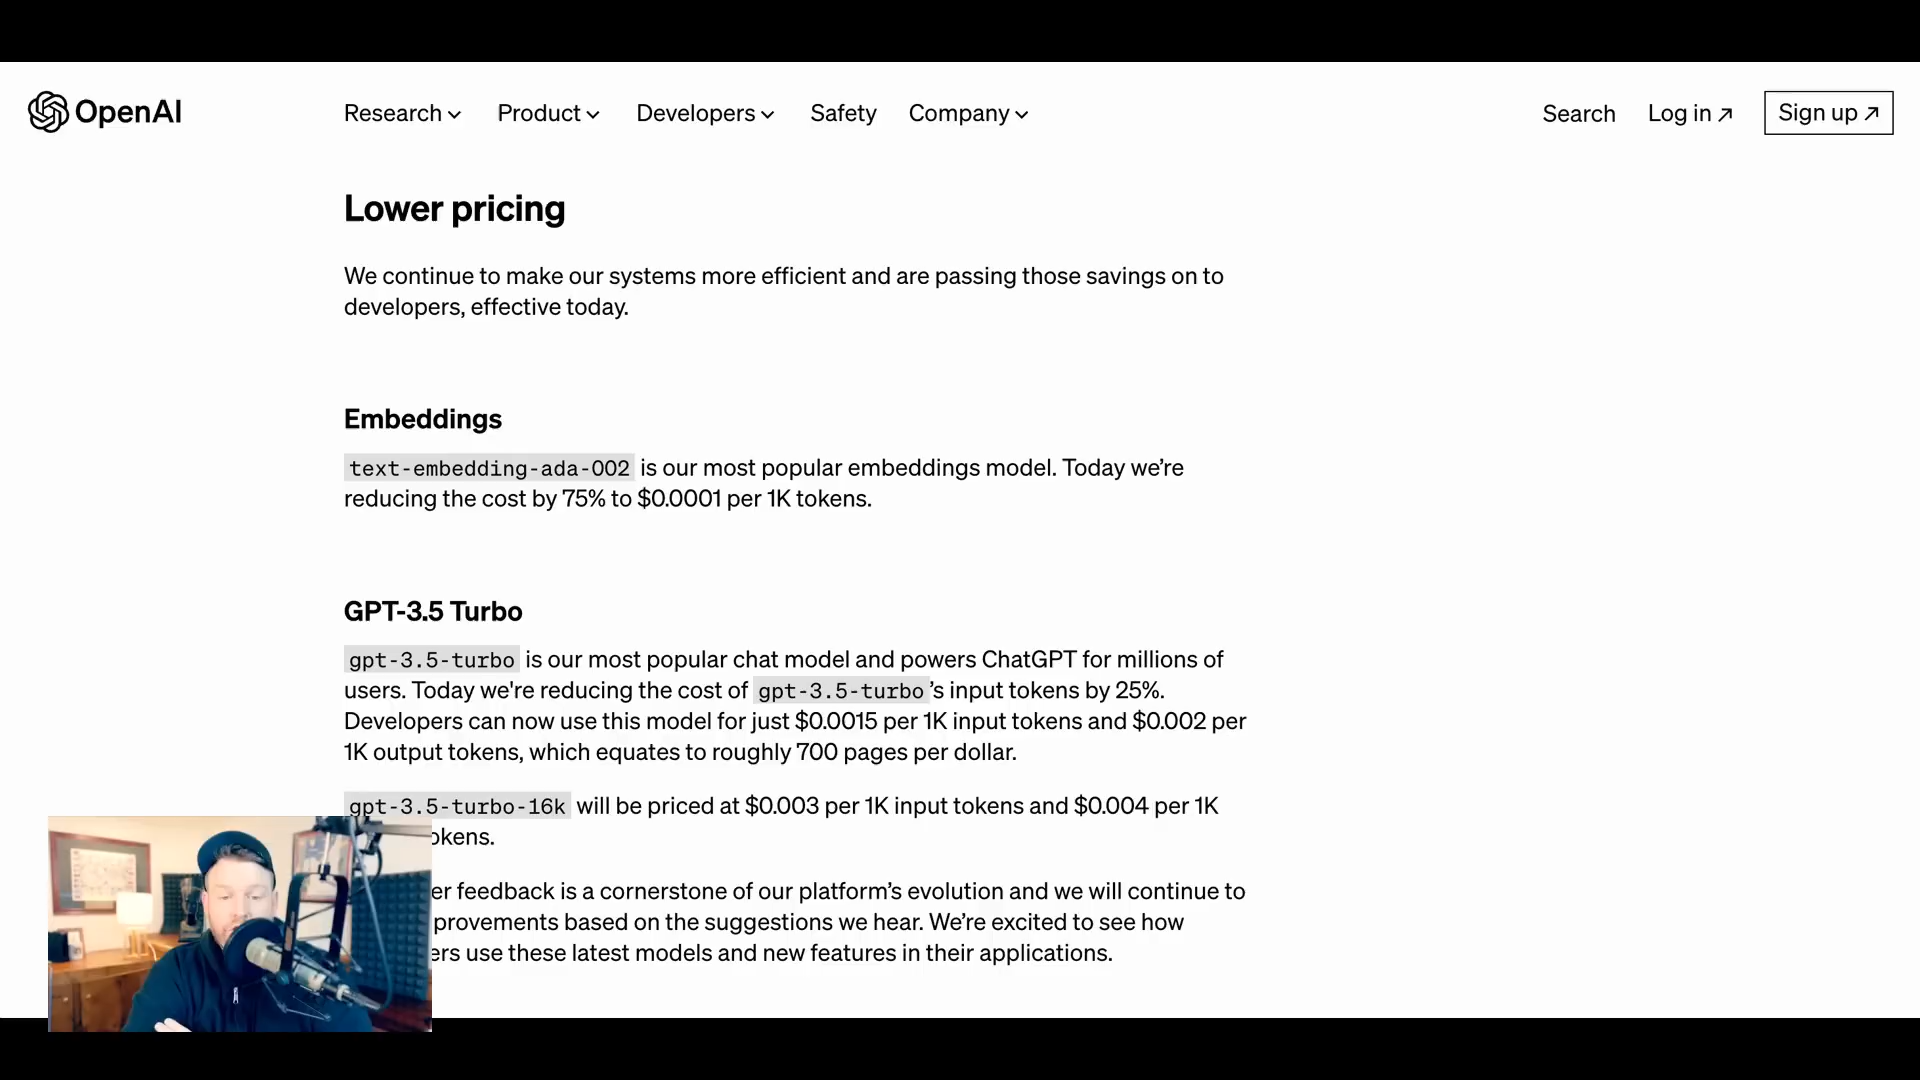 OpenAI
Research Product Developers Safety Company Search Log in ↗ Sign up ↗
Lower pricing
We continue to make our systems more efficient and are passing those savings on to
developers, effective today.
Embeddings
text-embedding-ada-002 is our most popular embeddings model. Today we’re
reducing the cost by 75% to $0.0001 per 1K tokens.
GPT-3.5 Turbo
gpt-3.5-turbo is our most popular chat model and powers ChatGPT for millions of
users. Today we're reducing the cost of gpt-3.5-turbo’s input tokens by 25%.
Developers can now use this model for just $0.0015 per 1K input tokens and $0.002 per
1K output tokens, which equates to roughly 700 pages per dollar.
gpt-3.5-turbo-16k will be priced at $0.003 per 1K input tokens and $0.004 per 1K
okens.
er feedback is a cornerstone of our platform’s evolution and we will continue to
provements based on the suggestions we hear. We’re excited to see how
ers use these latest models and new features in their applications.